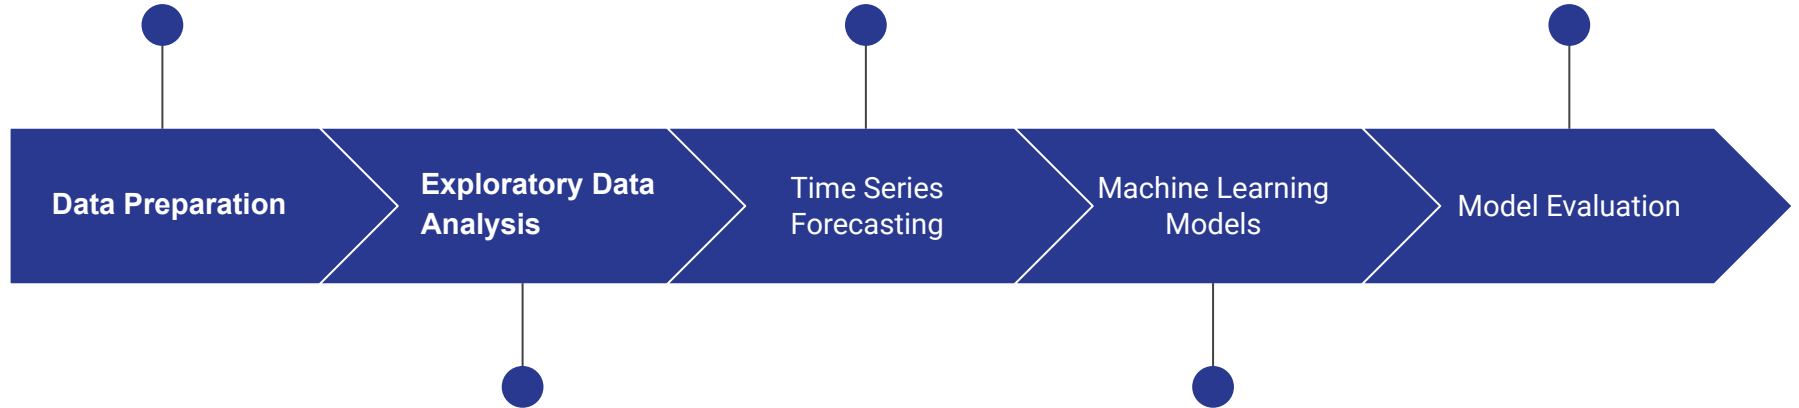 Data Preparation
Exploratory Data
Analysis
Time Series
Forecasting
Machine Learning
Models
Model Evaluation